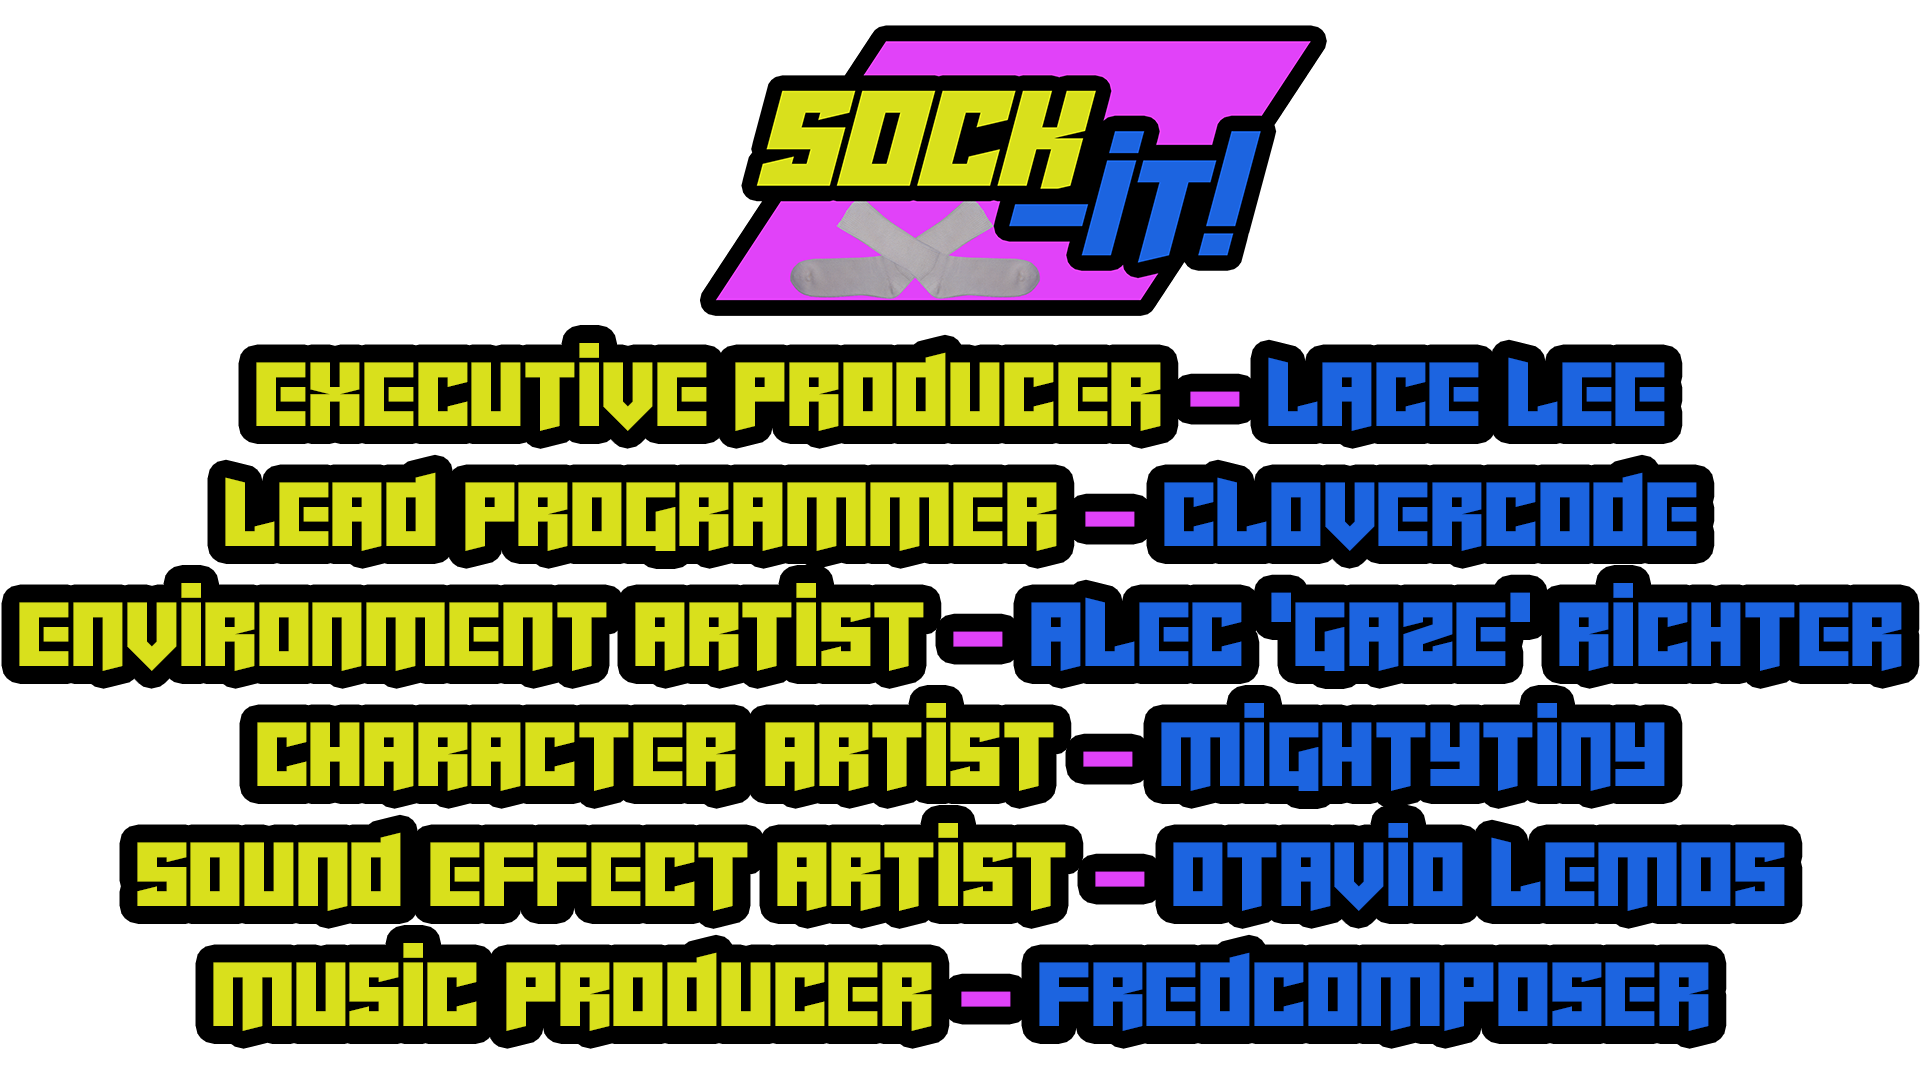 SOCK
-IT!
EXECUTIVE PRODUCER - LACE LEE
LEAD PROGRAMMER - CLOVERCODE
ENVIRONMENT ARTIST - ALEC 'GAZE' RICHTER
CHARACTER ARTIST - MIGHTYTINY
SOUND EFFECT ARTIST - OTAVIO LEMOS
MUSIC PRODUCER - FREDCOMPOSER